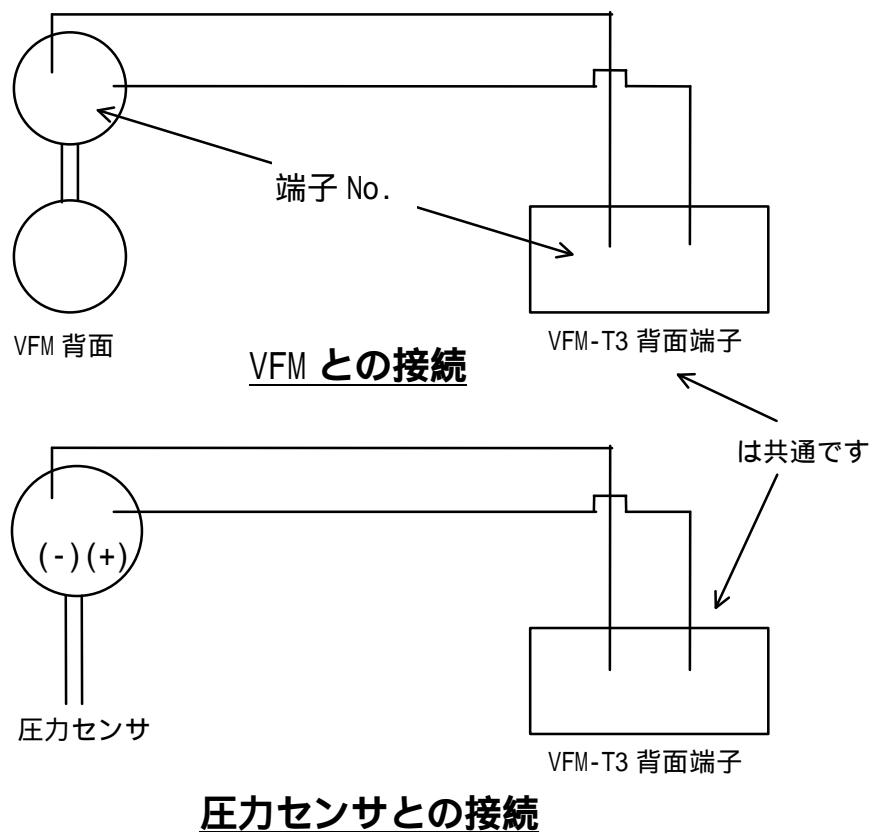 端子 No.
VFM 背面
VFM-T3 背面端子
VFM との接続
は共通です
(-)(+)
圧力センサ
VFM-T3 背面端子
圧力センサとの接続